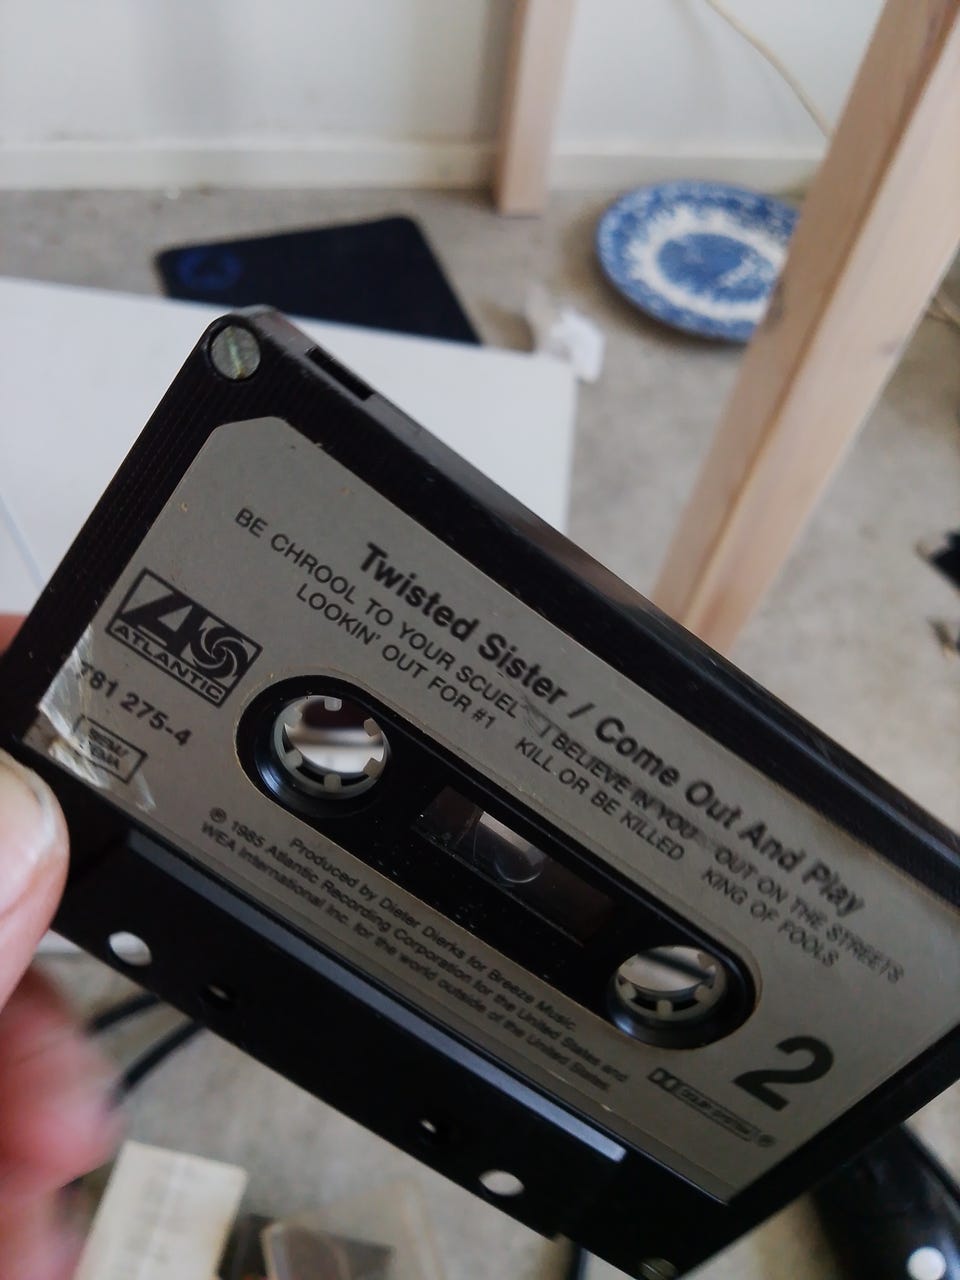 Twisted Sister / Come Out And Play
BE CHROOL TO YOUR SCUEL I BELIEVE IN YOU OUT ON THE STREETS
LOOKIN' OUT FOR #1 KILL OR BE KILLED KING OF FOOLS
ATLANTIC
781 275-4
2
Produced by Dieter Dierks for Breeze Music.
℗ 1985 Atlantic Recording Corporation for the United States and
WEA International Inc. for the world outside of the United States.